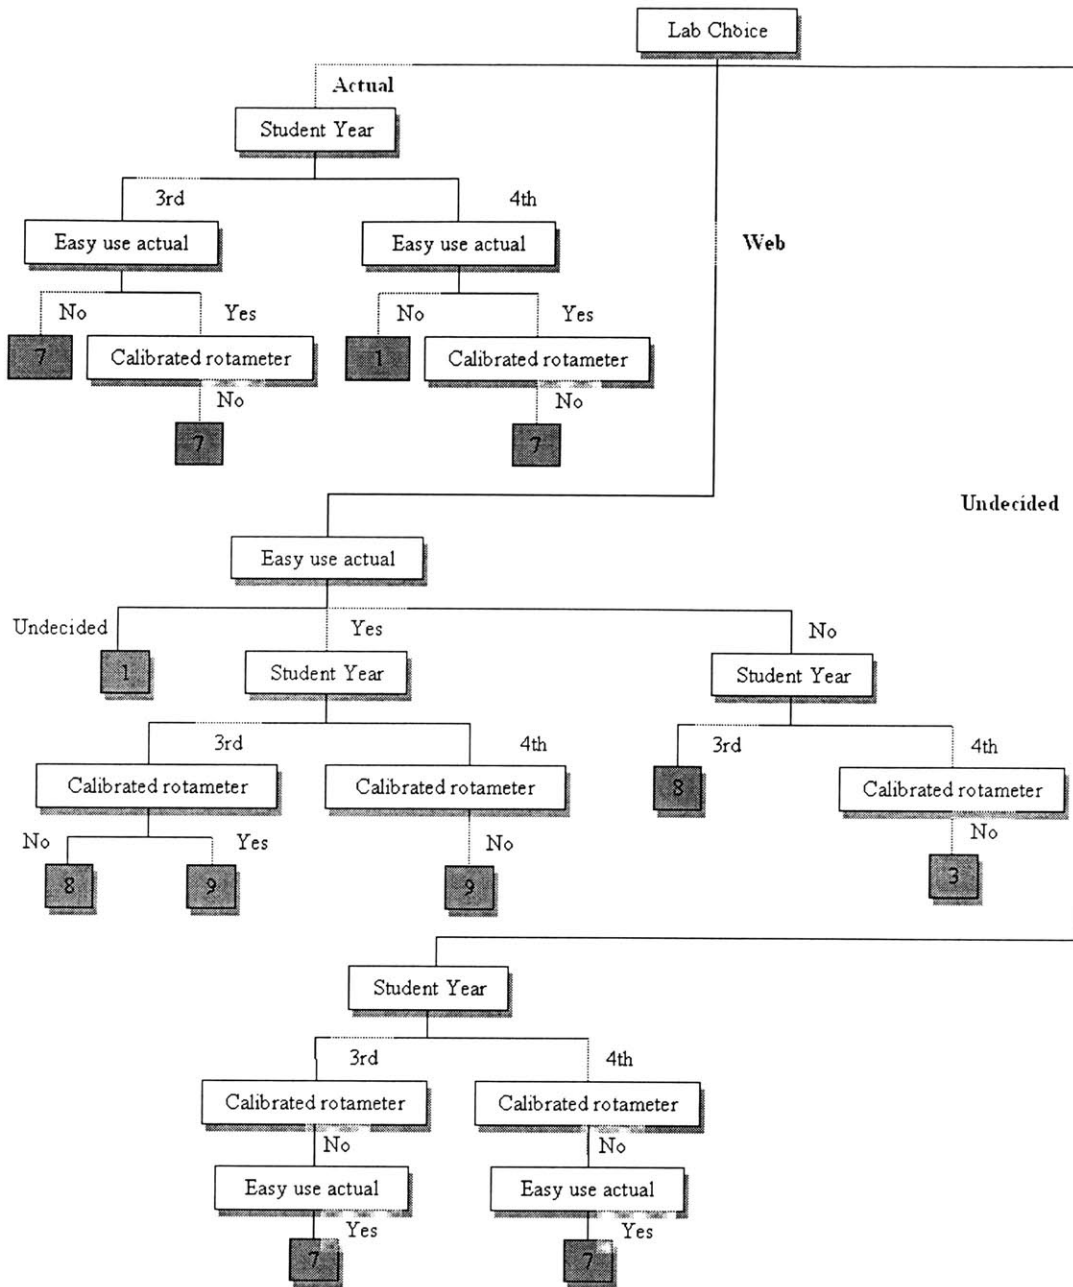 Lab Choice
Actual
Student Year
3rd 4th
Easy use actual Easy use actual
Web
No Yes No Yes
7 Calibrated rotameter 1 Calibrated rotameter
No No
7 7
Undecided
Easy use actual
Undecided Yes No
1 Student Year Student Year
3rd 4th 3rd 4th
Calibrated rotameter Calibrated rotameter 8 Calibrated rotameter
No Yes No No
8 9 9 3
Student Year
3rd 4th
Calibrated rotameter Calibrated rotameter
No No
Easy use actual Easy use actual
Yes Yes
7 7